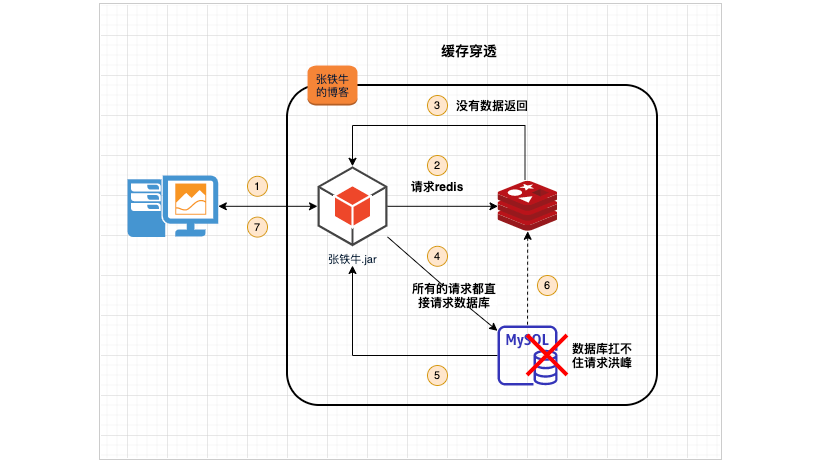 缓存穿透
张铁牛
的博客
3 没有数据返回
2
请求redis
1
7
张铁牛.jar
4
所有的请求都直
接请求数据库
6
MySQL
数据库扛不
住请求洪峰
5